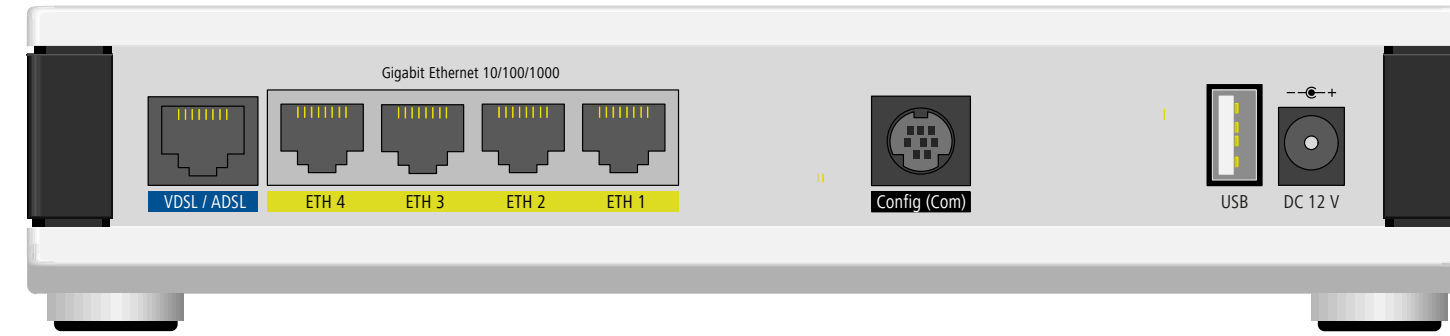 Gigabit Ethernet 10/100/1000
- +
VDSL / ADSL
ETH 4
ETH 3
ETH 2
ETH 1
Config (Com)
USB
DC 12 V